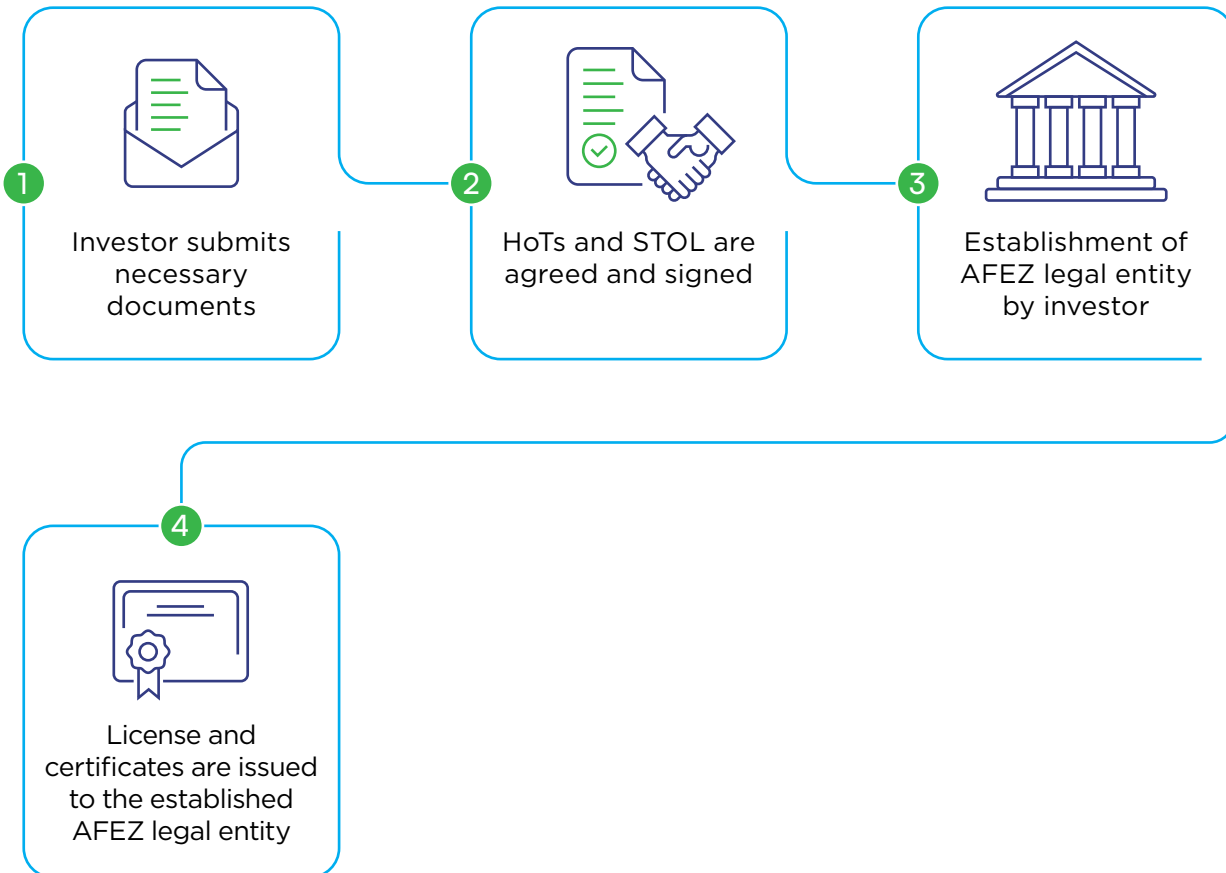 1
Investor submits
necessary
documents
2
HoTs and STOL are
agreed and signed
3
Establishment of
AFEZ legal entity
by investor
4
License and
certificates are issued
to the established
AFEZ legal entity